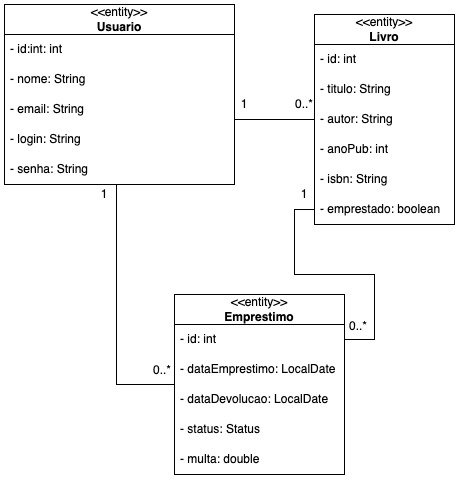 <<entity>>
Usuario
- id:int: int
- nome: String
- email: String
- login: String
- senha: String
<<entity>>
Livro
- id: int
- titulo: String
- autor: String
- anoPub: int
- isbn: String
- emprestado: boolean
1
0..*
1
1
0..*
0..*
<<entity>>
Emprestimo
- id: int
- dataEmprestimo: LocalDate
- dataDevolucao: LocalDate
- status: Status
- multa: double